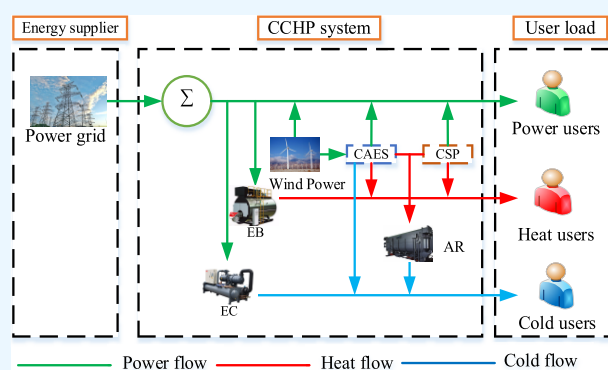 Energy supplier
CCHP system
User load
Σ
Power grid
Power users
Wind Power
CAES
CSP
EB
Heat users
AR
EC
Cold users
Power flow
Heat flow
Cold flow